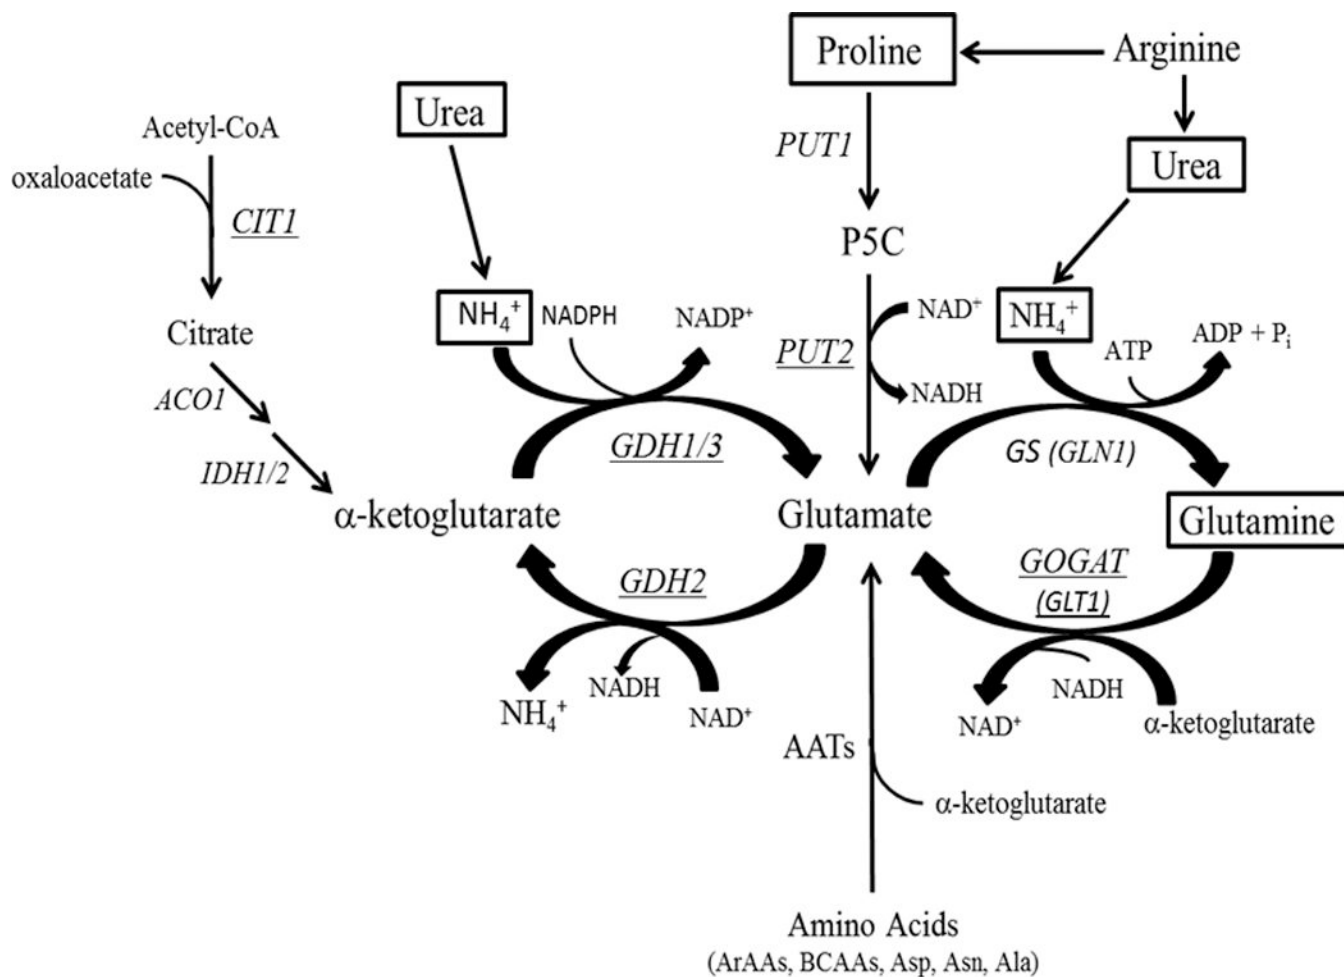 Proline
Arginine
Urea
Acetyl-CoA
PUT1
Urea
oxaloacetate
CIT1
P5C
NH₄⁺
NADPH
NADP⁺
NAD⁺
NH₄⁺
Citrate
PUT2
ATP
ADP + Pᵢ
ACO1
NADH
GDH1/3
GS (GLN1)
IDH1/2
α-ketoglutarate
Glutamate
Glutamine
GDH2
GOGAT
(GLT1)
NADH
NADH
NH₄⁺
NAD⁺
NAD⁺
α-ketoglutarate
AATs
α-ketoglutarate
Amino Acids
(ArAAs, BCAAs, Asp, Asn, Ala)